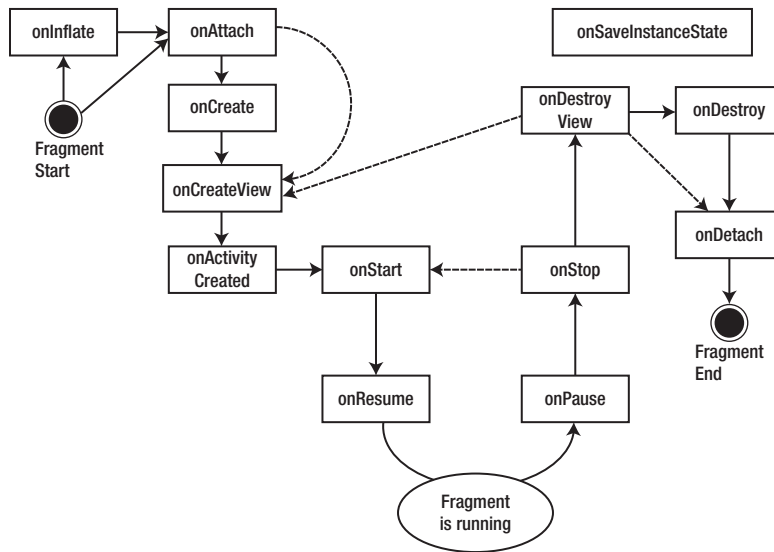 onInflate
onAttach
onSaveInstanceState
onCreate
onDestroy
View
onDestroy
Fragment
Start
onCreateView
onDetach
onActivity
Created
onStart
onStop
Fragment
End
onResume
onPause
Fragment
is running